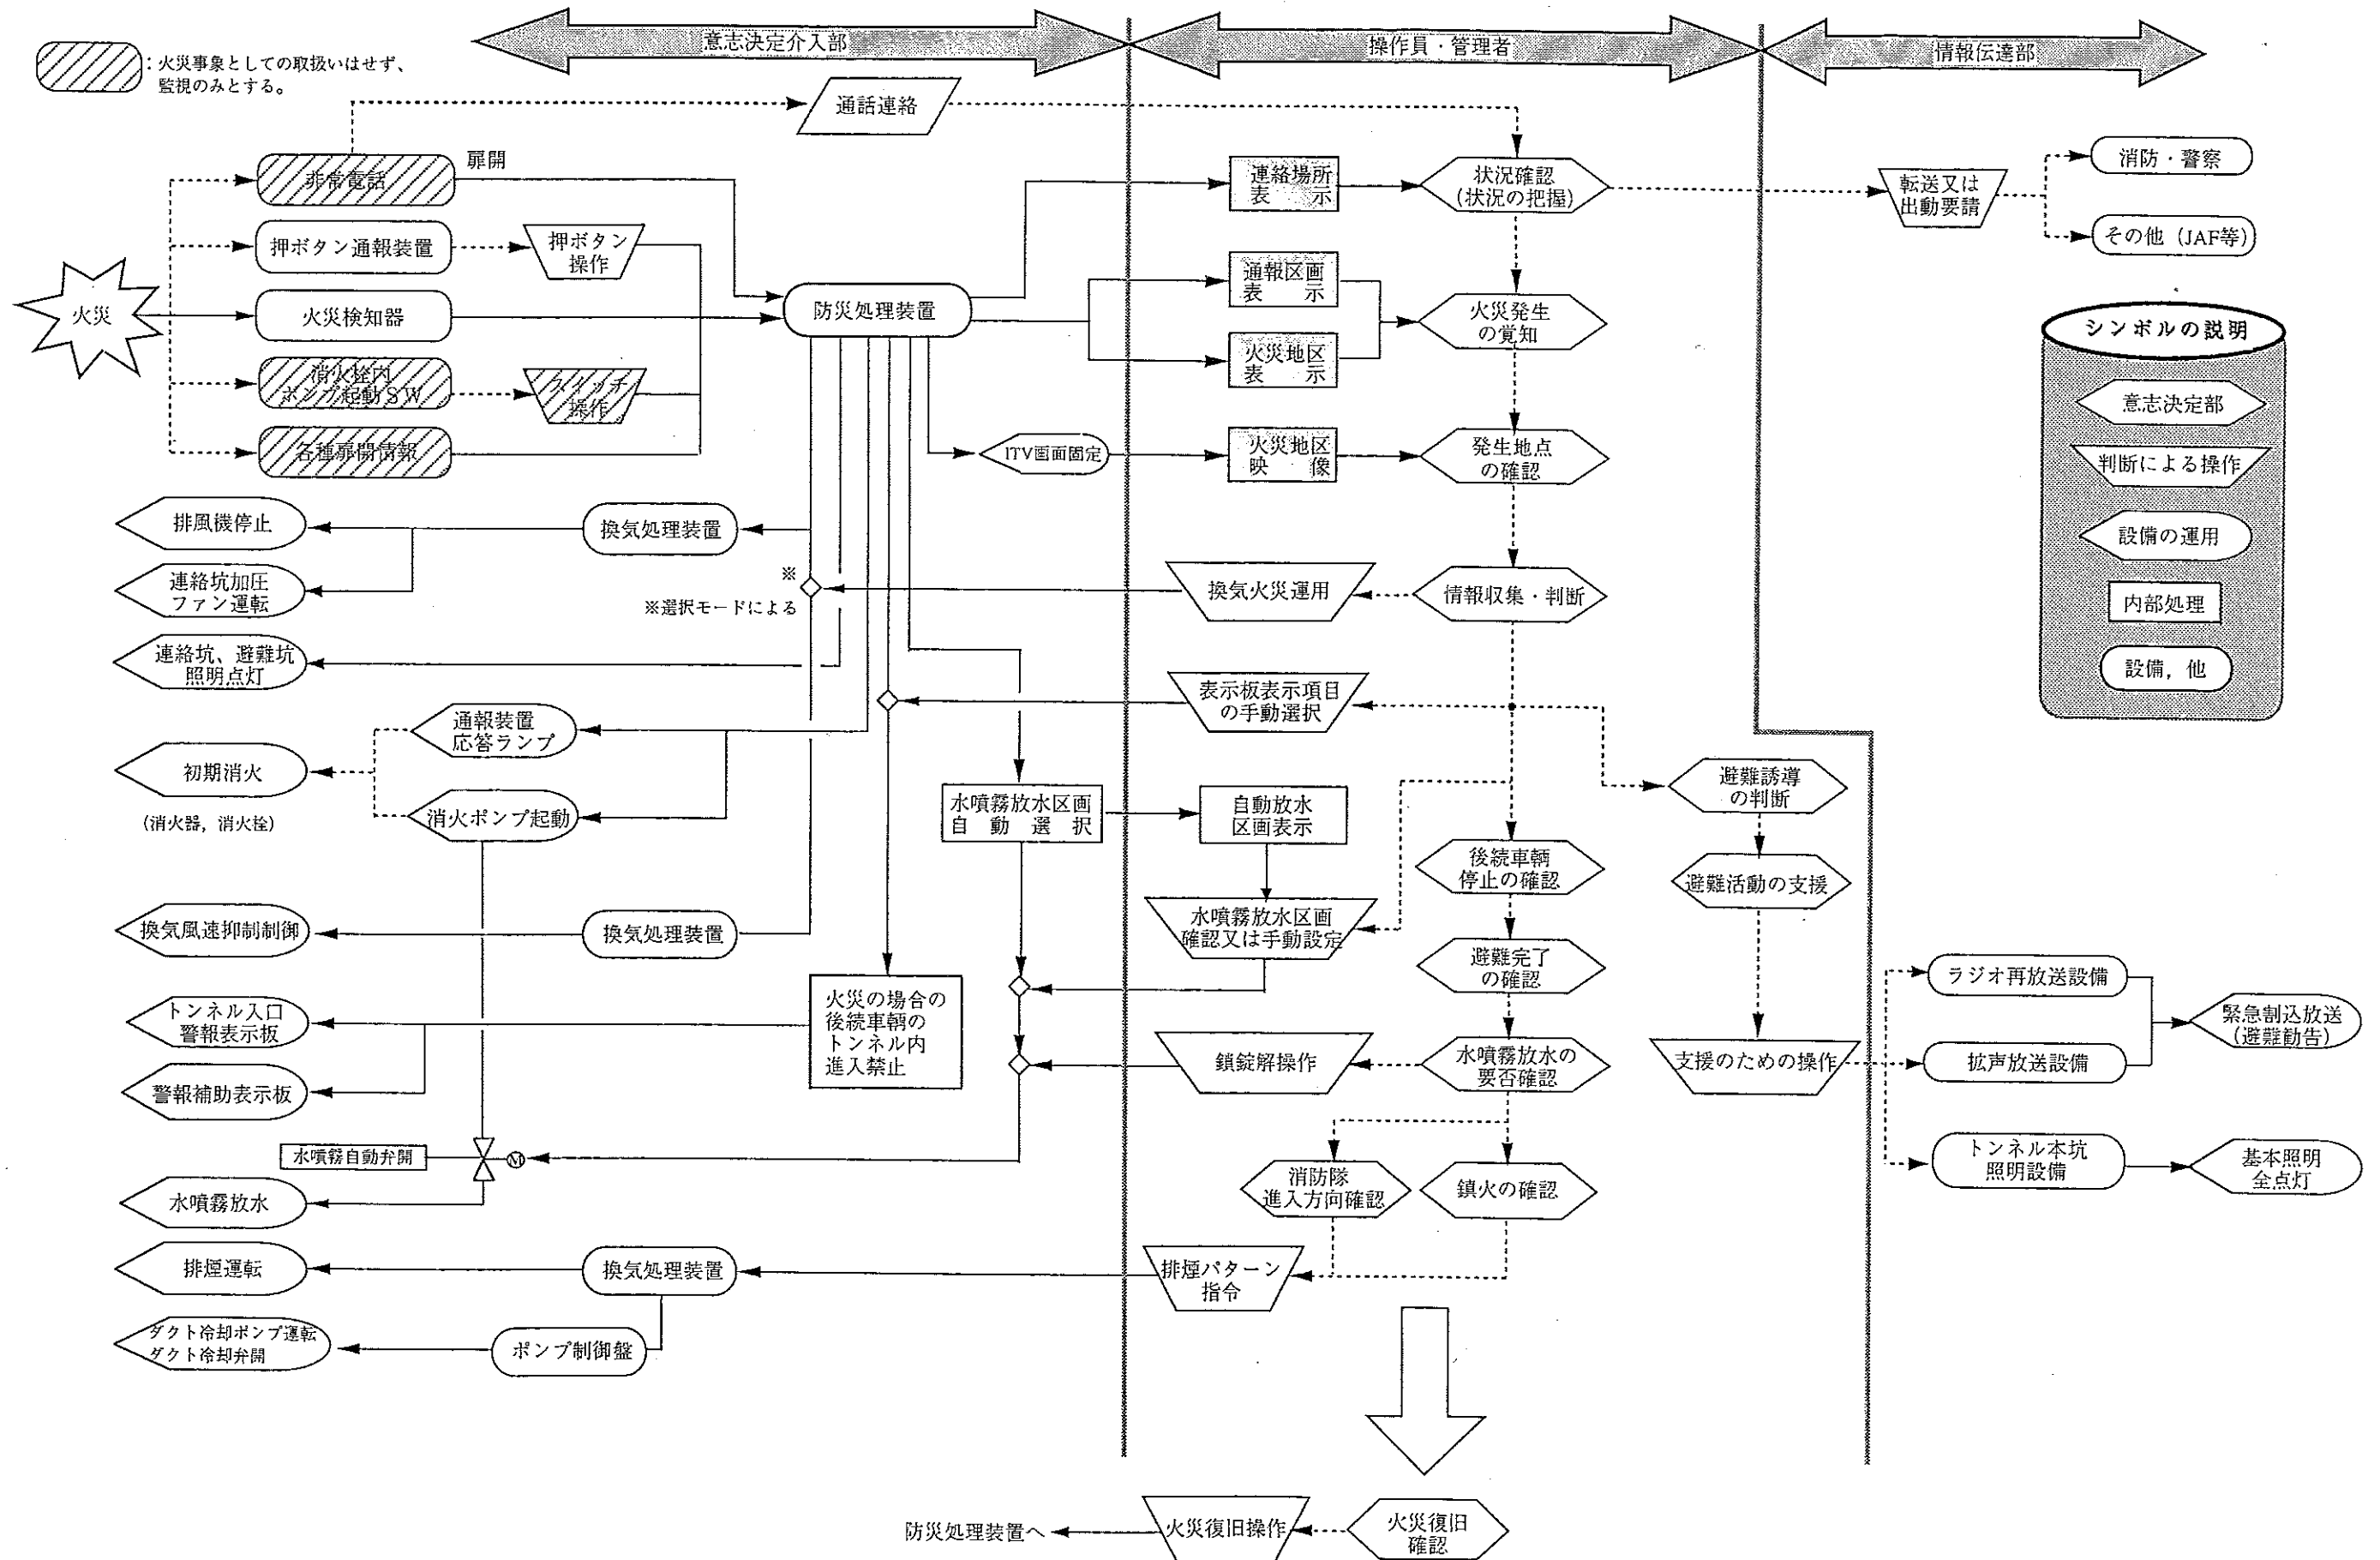 意志決定介入部
操作員・管理者
情報伝達部
：火災事象としての取扱いはせず、
監視のみとする。
通話連絡
非常電話
扉開
連絡場所
表　示
状況確認
(状況の把握)
転送又は
出動要請
消防・警察
その他（JAF等）
押ボタン通報装置
押ボタン
操作
火災
火災検知器
防災処理装置
通報区画
表　示
火災発生
の覚知
火災地区
表　示
消火栓内
ポンプ起動SW
スイッチ
操作
各種扉開情報
ITV画面固定
火災地区
映　像
発生地点
の確認
シンボルの説明
意志決定部
判断による操作
設備の運用
内部処理
設備，他
排風機停止
換気処理装置
連絡坑加圧
ファン運転
※
※選択モードによる
換気火災運用
情報収集・判断
連絡坑、避難坑
照明点灯
表示板表示項目
の手動選択
通報装置
応答ランプ
初期消火
(消火器，消火栓)
消火ポンプ起動
水噴霧放水区画
自　動　選　択
自動放水
区画表示
避難誘導
の判断
後続車輌
停止の確認
避難活動の支援
換気風速抑制制御
換気処理装置
水噴霧放水区画
確認又は手動設定
避難完了
の確認
ラジオ再放送設備
緊急割込放送
(避難勧告)
トンネル入口
警報表示板
火災の場合の
後続車輌の
トンネル内
進入禁止
警報補助表示板
鎖錠解操作
水噴霧放水の
要否確認
支援のための操作
拡声放送設備
水噴霧自動弁開
M
トンネル本坑
照明設備
基本照明
全点灯
水噴霧放水
消防隊
進入方向確認
鎮火の確認
排煙運転
換気処理装置
排煙パターン
指令
ダクト冷却ポンプ運転
ダクト冷却弁開
ポンプ制御盤
防災処理装置へ
火災復旧操作
火災復旧
確認